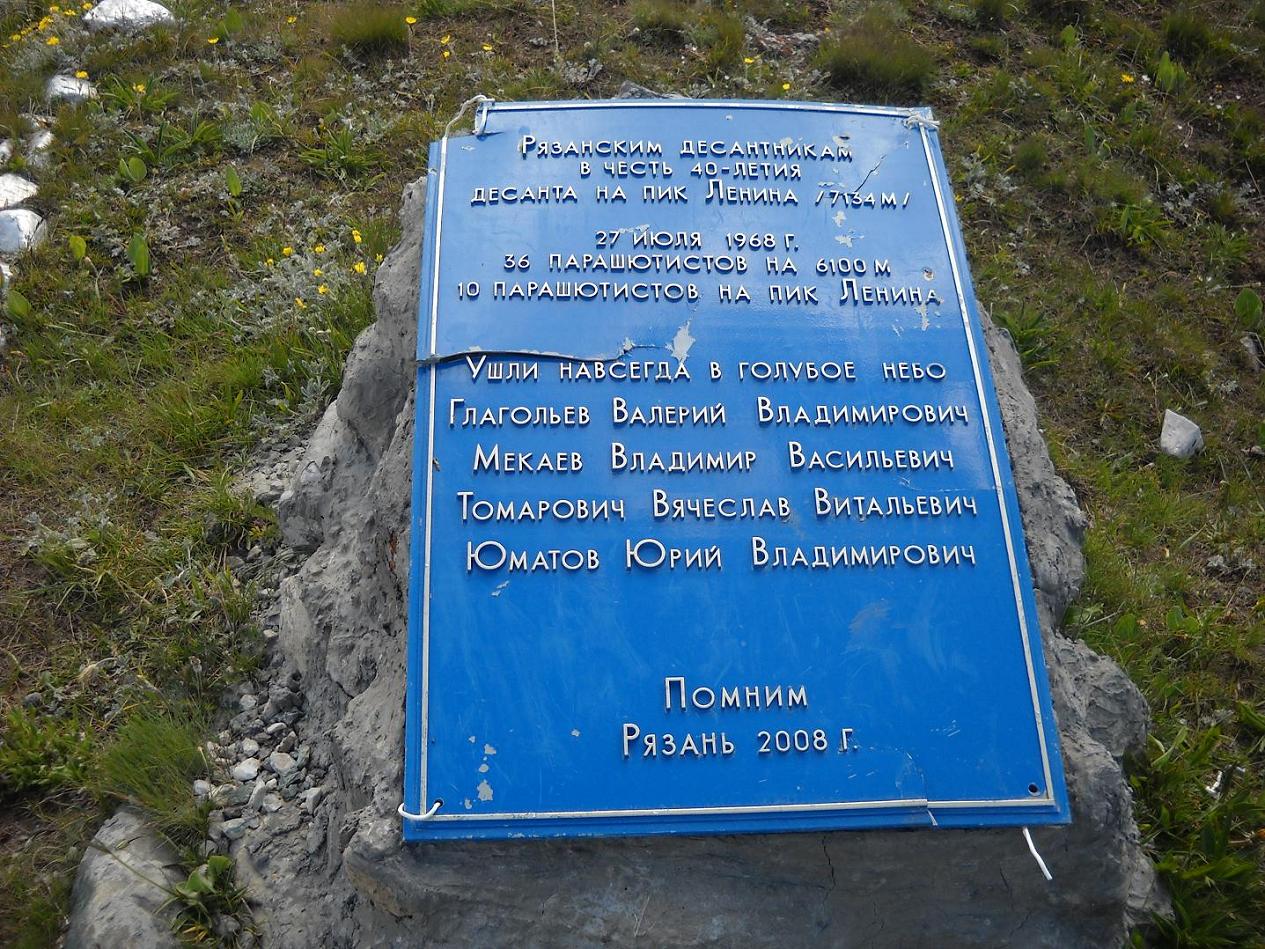 Рязанским десантникам
в честь 40-летия
десанта на пик Ленина /7134 м/
27 июля 1968 г.
36 парашютистов на 6100 м
10 парашютистов на пик Ленина
Ушли навсегда в голубое небо
Глагольев Валерий Владимирович
Мекаев Владимир Васильевич
Томарович Вячеслав Витальевич
Юматов Юрий Владимирович
Помним
Рязань 2008 г.